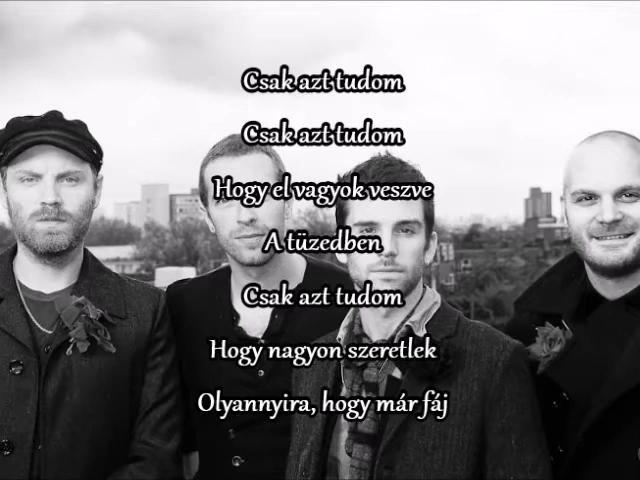 Csak azt tudom
Csak azt tudom
Hogy el vagyok veszve
A tüzedben
Csak azt tudom
Hogy nagyon szeretlek
Olyannyira, hogy már fáj